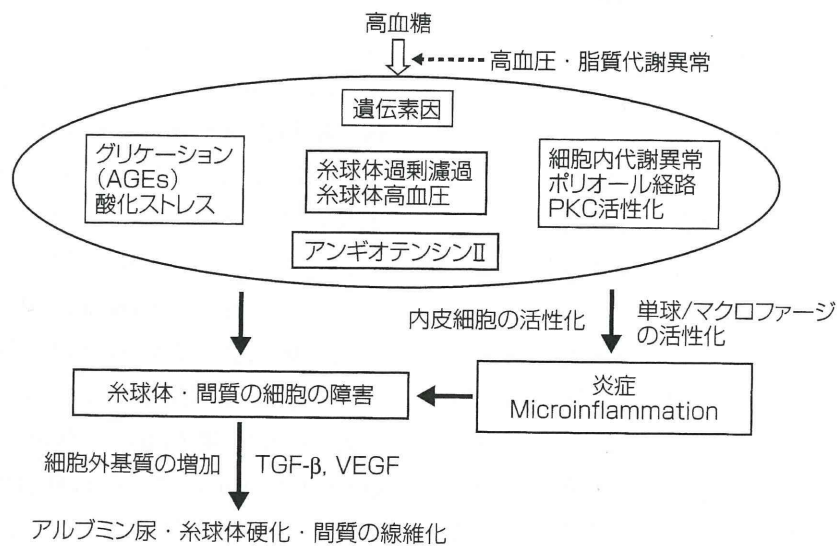 高血糖
高血圧・脂質代謝異常
遺伝素因
グリケーション
(AGEs)
酸化ストレス
糸球体過剰濾過
糸球体高血圧
細胞内代謝異常
ポリオール経路
PKC活性化
アンギオテンシンⅡ
内皮細胞の活性化
単球/マクロファージ
の活性化
糸球体・間質の細胞の障害
炎症
Microinflammation
細胞外基質の増加
TGF-β, VEGF
アルブミン尿・糸球体硬化・間質の線維化